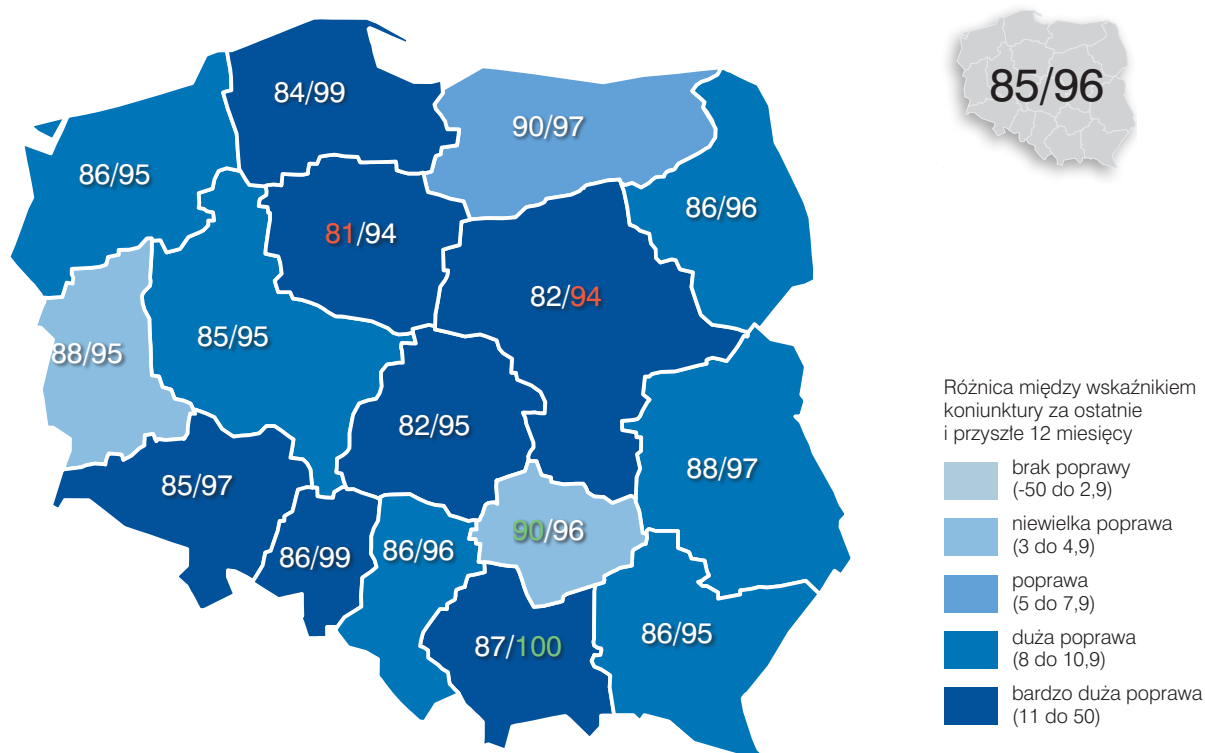 84/99
85/96
90/97
86/95
86/96
81/94
82/94
88/95
85/95
82/95
88/97
85/97
90/96
86/99
86/96
87/100
86/95
Różnica między wskaźnikiem
koniunktury za ostatnie
i przyszłe 12 miesięcy
brak poprawy
(-50 do 2,9)
niewielka poprawa
(3 do 4,9)
poprawa
(5 do 7,9)
duża poprawa
(8 do 10,9)
bardzo duża poprawa
(11 do 50)